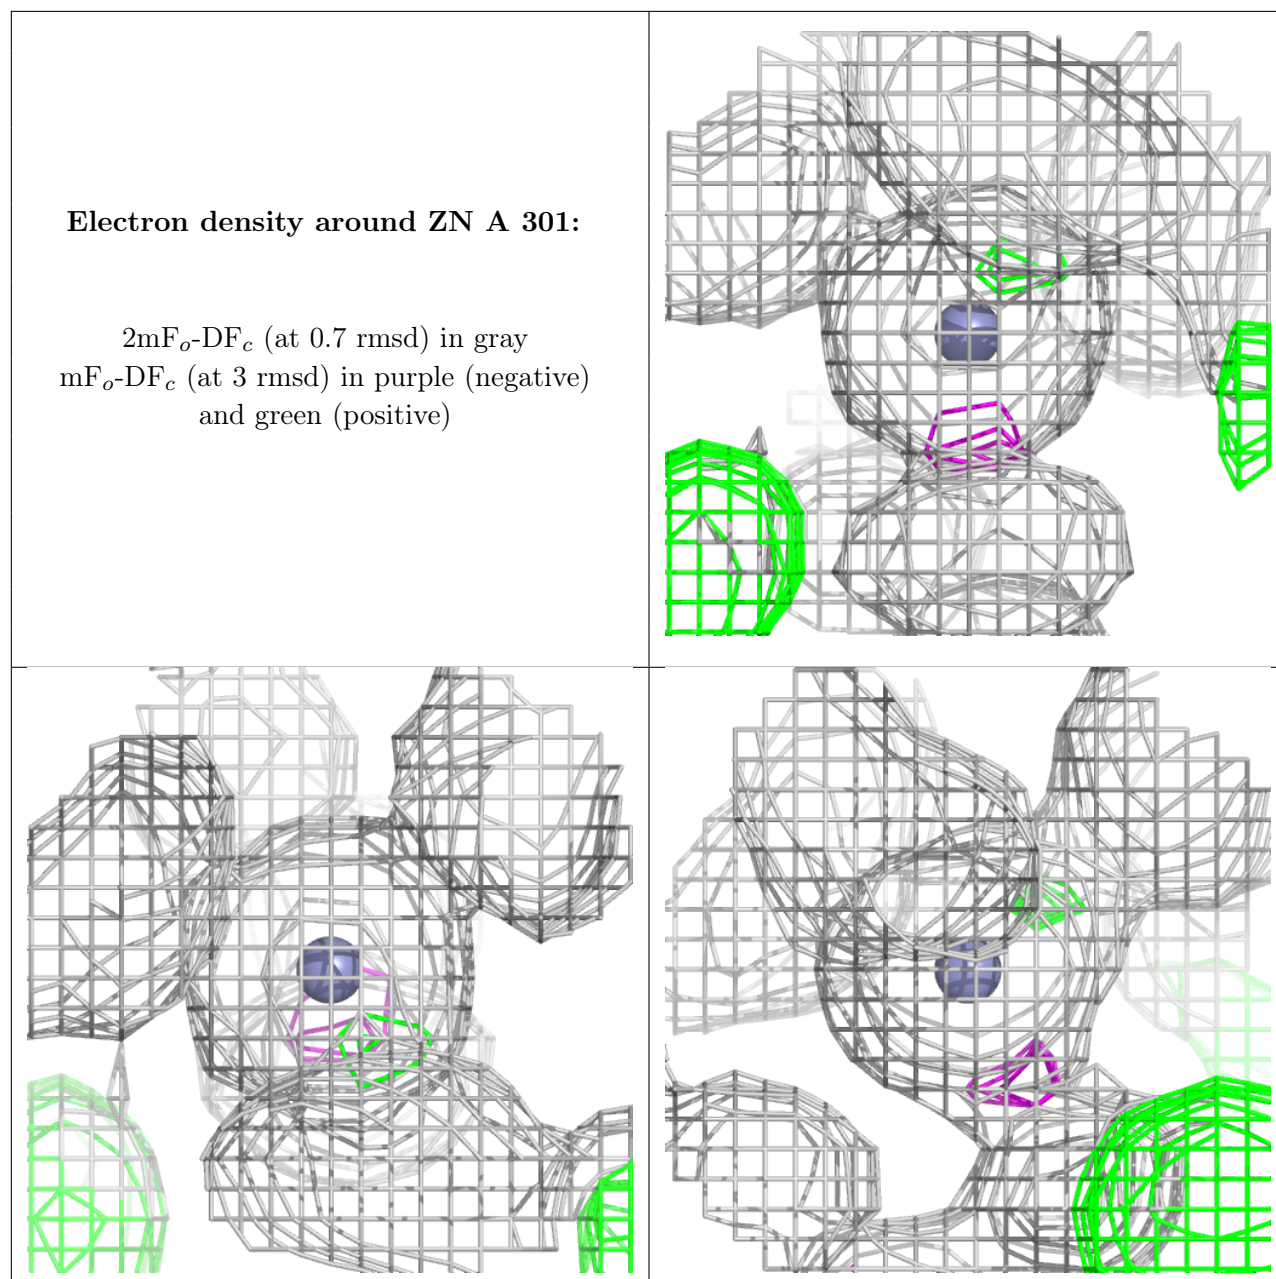 Electron density around ZN A 301:
2mFo-DFc (at 0.7 rmsd) in gray
mFo-DFc (at 3 rmsd) in purple (negative)
and green (positive)